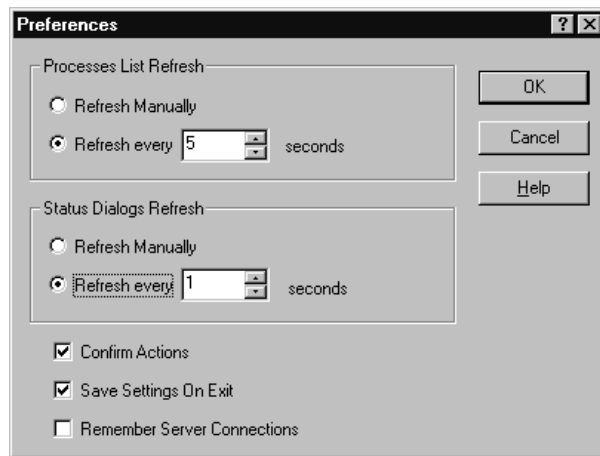 Preferences
Processes List Refresh
Refresh Manually
Refresh every 5 seconds
OK
Cancel
Help
Status Dialogs Refresh
Refresh Manually
Refresh every 1 seconds
Confirm Actions
Save Settings On Exit
Remember Server Connections